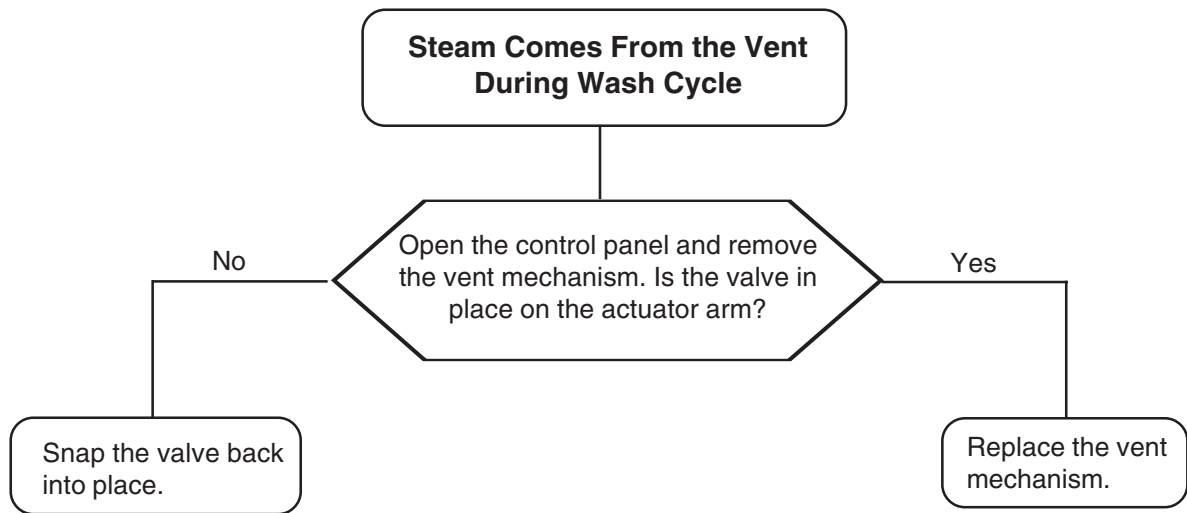 Steam Comes From the Vent
During Wash Cycle
Open the control panel and remove
the vent mechanism. Is the valve in
place on the actuator arm?
No
Yes
Snap the valve back
into place.
Replace the vent
mechanism.